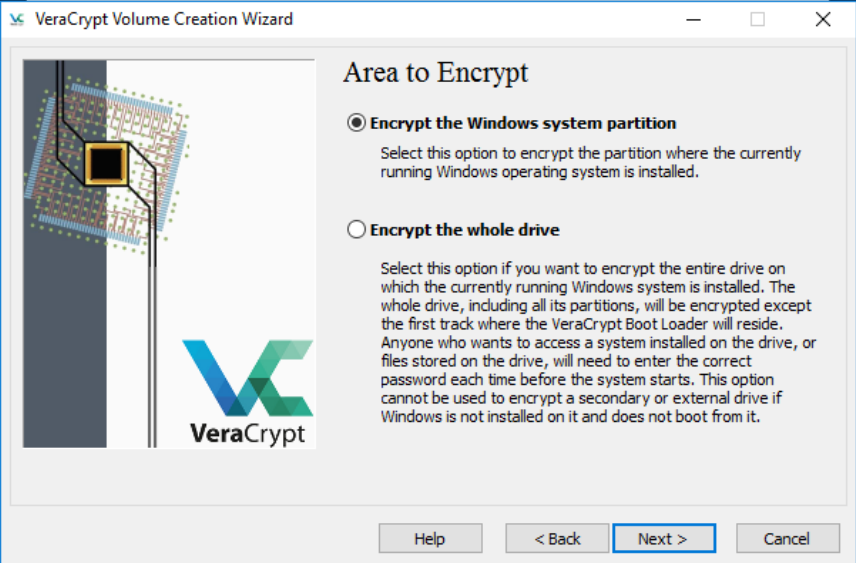 VeraCrypt Volume Creation Wizard
Area to Encrypt
Encrypt the Windows system partition
Select this option to encrypt the partition where the currently
running Windows operating system is installed.
Encrypt the whole drive
Select this option if you want to encrypt the entire drive on
which the currently running Windows system is installed. The
whole drive, including all its partitions, will be encrypted except
the first track where the VeraCrypt Boot Loader will reside.
Anyone who wants to access a system installed on the drive, or
files stored on the drive, will need to enter the correct
password each time before the system starts. This option
cannot be used to encrypt a secondary or external drive if
Windows is not installed on it and does not boot from it.
VeraCrypt
Help
< Back
Next >
Cancel